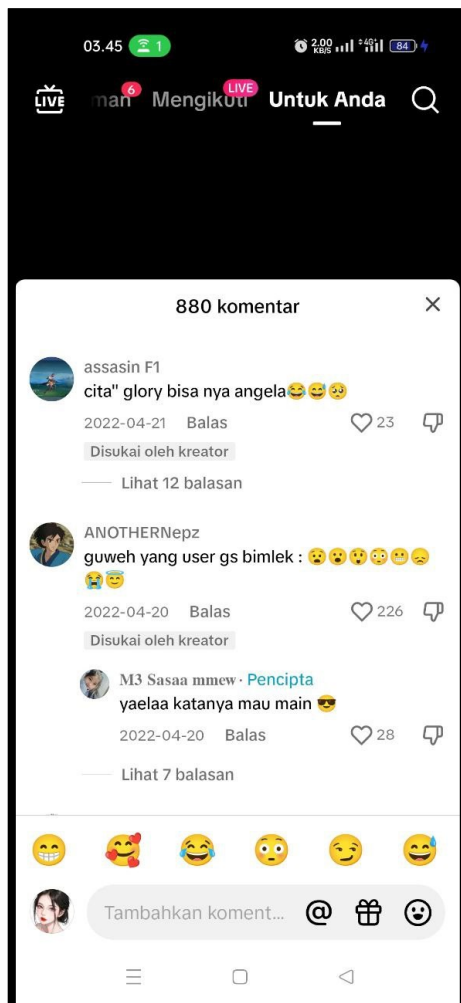 03.45 1 2.00 KB/S 4G+ 84
LIVE man 6 Mengikuti LIVE Untuk Anda
880 komentar
assasin F1
cita" glory bisa nya angela😂😅🥺
2022-04-21 Balas 23
Disukai oleh kreator
Lihat 12 balasan
ANOTHERNepz
guweh yang user gs bimlek : 😧😮😲😳😬😞
😭😇
2022-04-20 Balas 226
Disukai oleh kreator
M3 Sasaa mmew · Pencipta
yaelaa katanya mau main 😎
2022-04-20 Balas 28
Lihat 7 balasan
😁 🥰 😂 😳 😏 😅
Tambahkan koment... @